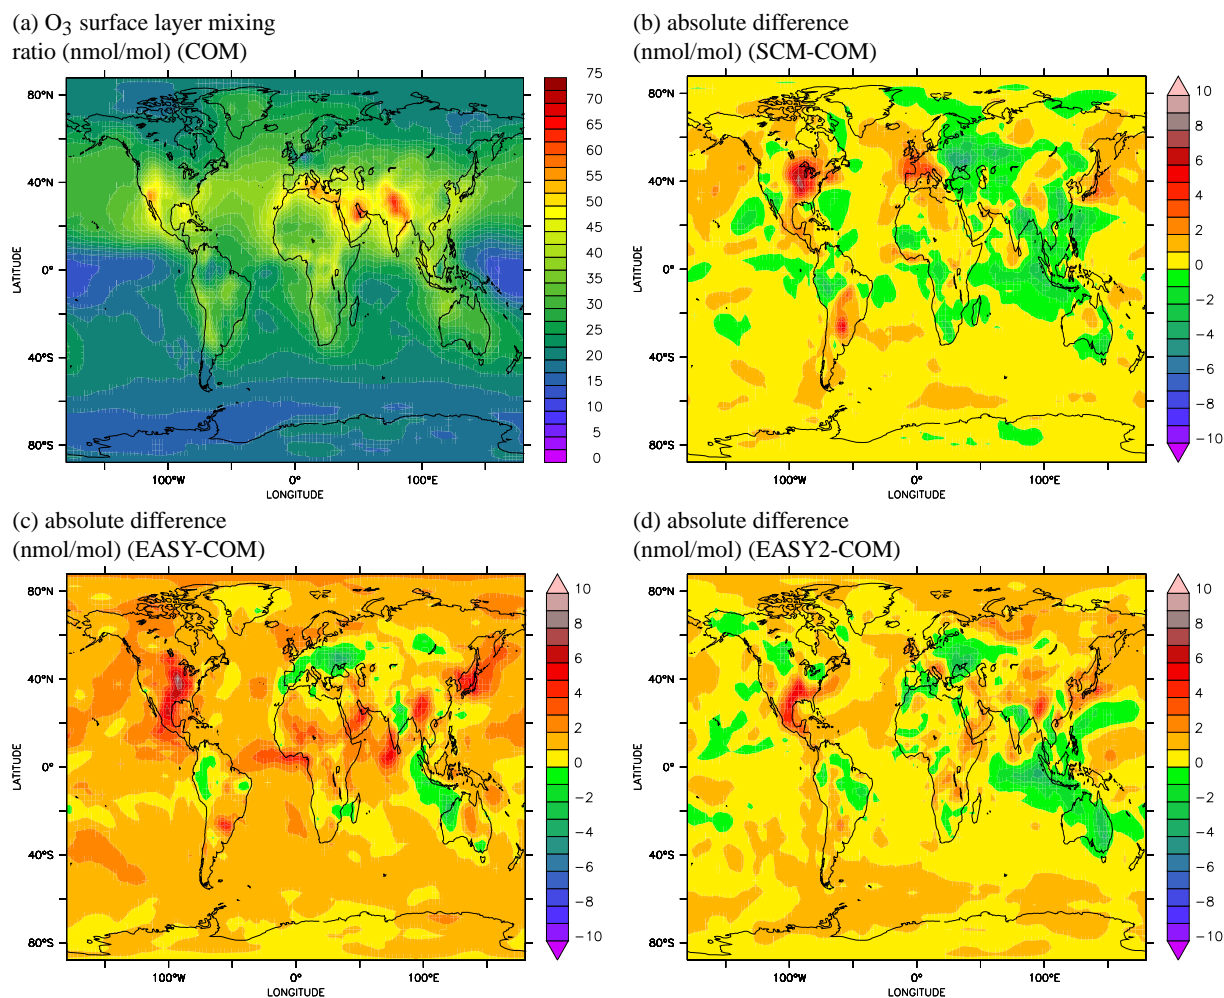 (a) O3 surface layer mixing
ratio (nmol/mol) (COM)
80°N
40°N
0°
40°S
80°S
LATITUDE
100°W
0°
100°E
LONGITUDE
75
70
65
60
55
50
45
40
35
30
25
20
15
10
5
0
(b) absolute difference
(nmol/mol) (SCM-COM)
80°N
40°N
0°
40°S
80°S
LATITUDE
100°W
0°
100°E
LONGITUDE
10
8
6
4
2
0
−2
−4
−6
−8
−10
(c) absolute difference
(nmol/mol) (EASY-COM)
80°N
40°N
0°
40°S
80°S
LATITUDE
100°W
0°
100°E
LONGITUDE
10
8
6
4
2
0
−2
−4
−6
−8
−10
(d) absolute difference
(nmol/mol) (EASY2-COM)
80°N
40°N
0°
40°S
80°S
LATITUDE
100°W
0°
100°E
LONGITUDE
10
8
6
4
2
0
−2
−4
−6
−8
−10